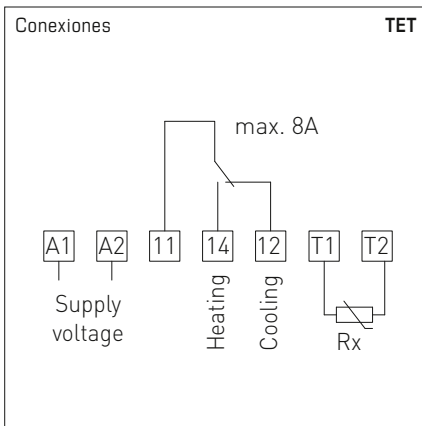 Conexiones TET
max. 8A
A1 A2 11 14 12 T1 T2
Supply
voltage
Heating
Cooling
Rx